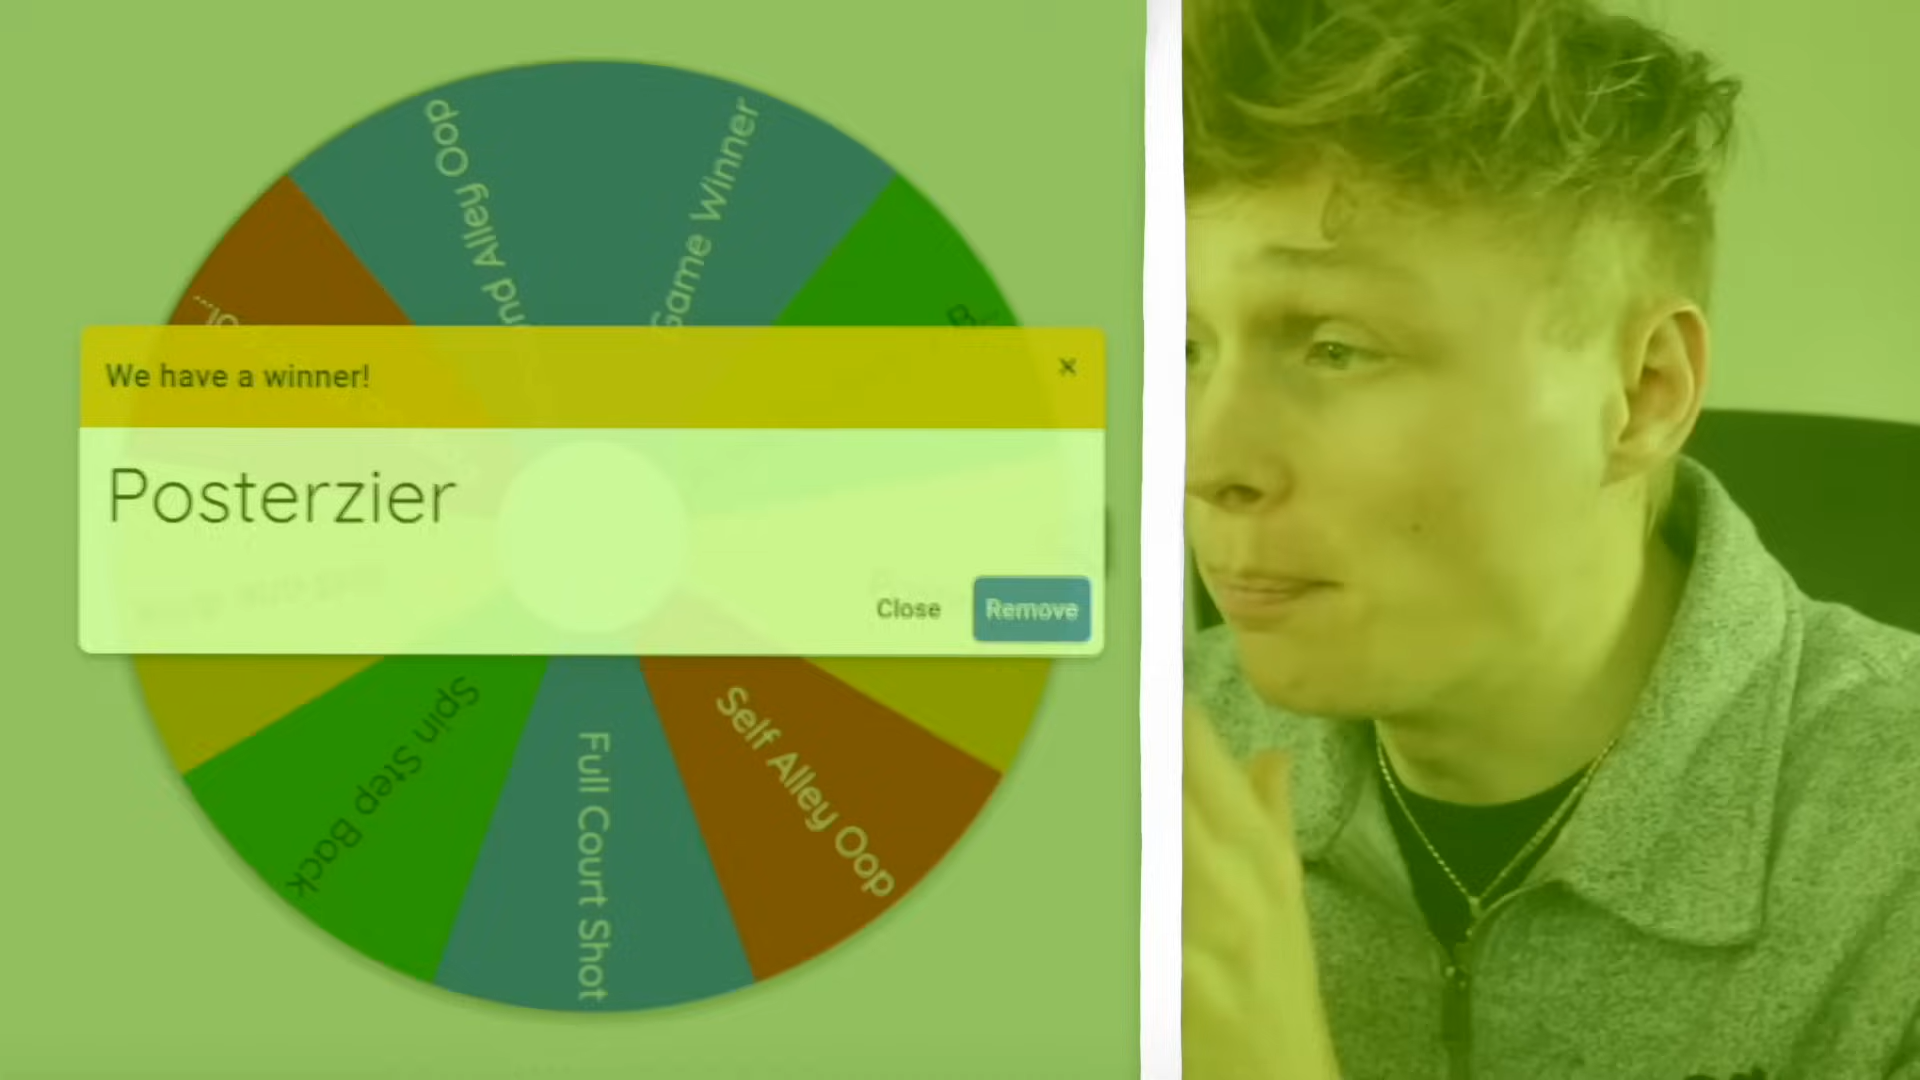 nd Alley Oop
Game Winner
We have a winner!
×
Posterzier
Close
Remove
Spin Step Back
Full Court Shot
Self Alley Oop